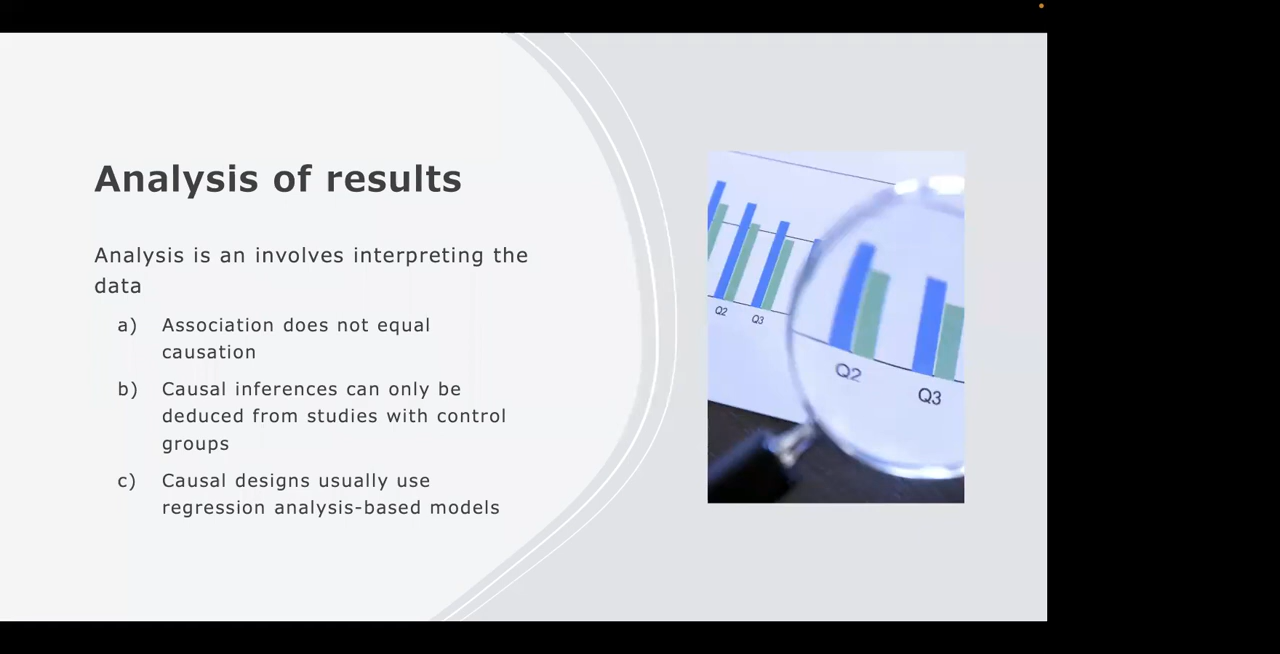 Analysis of results
Analysis is an involves interpreting the
data
a) Association does not equal
causation
b) Causal inferences can only be
deduced from studies with control
groups
c) Causal designs usually use
regression analysis-based models
Q2
Q3
Q2
Q3